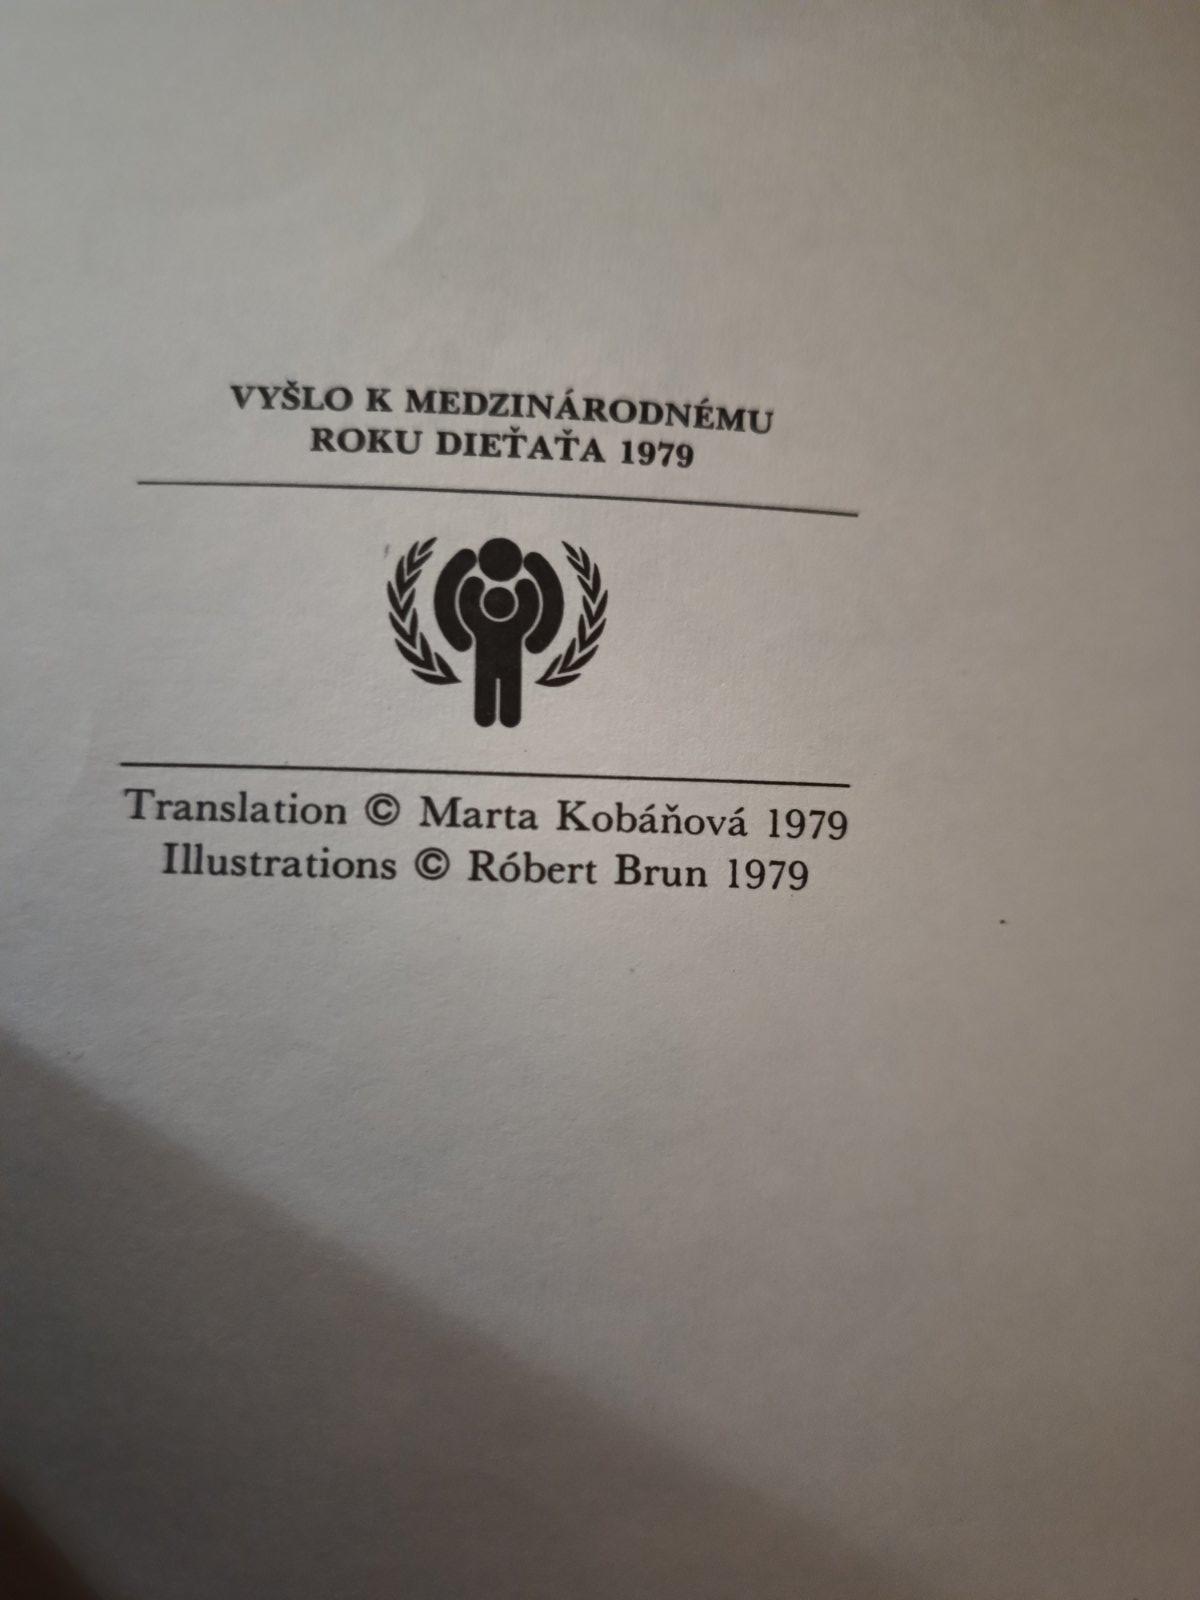 VYŠLO K MEDZINÁRODNÉMU
ROKU DIEŤAŤA 1979
Translation © Marta Kobáňová 1979
Illustrations © Róbert Brun 1979